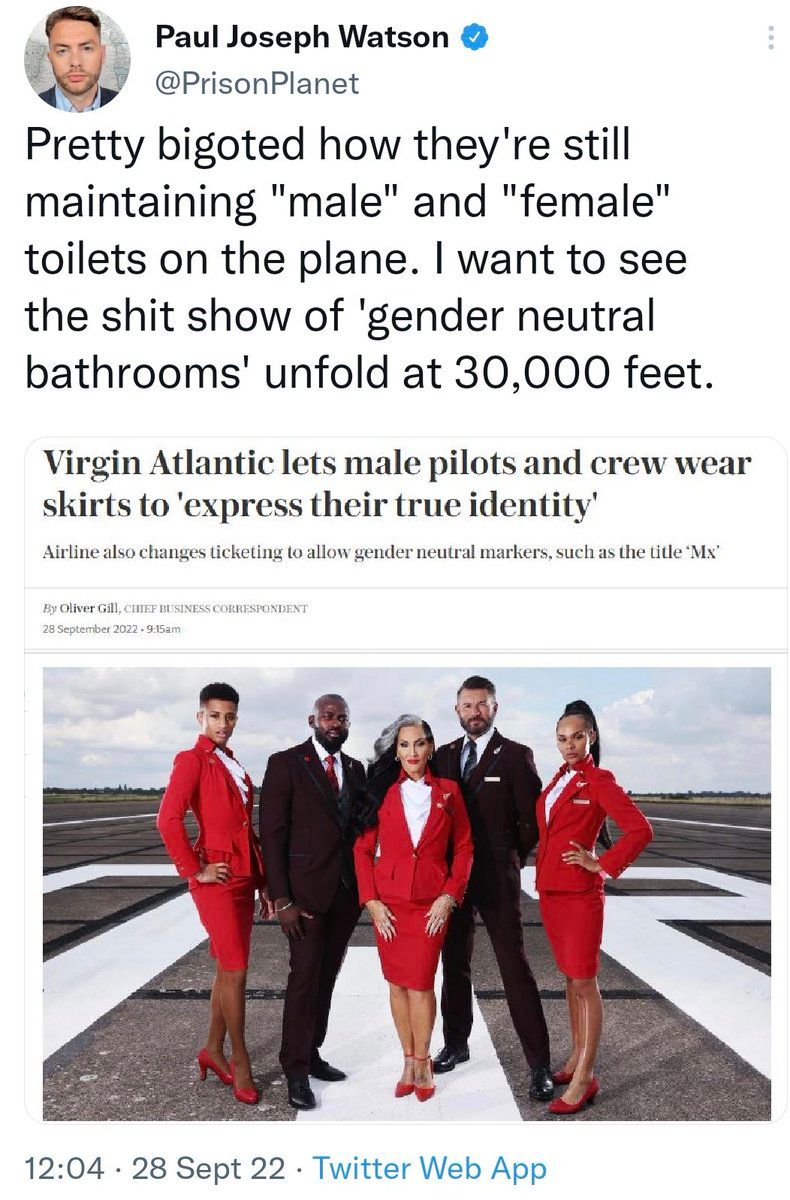 Paul Joseph Watson
@PrisonPlanet
Pretty bigoted how they're still
maintaining "male" and "female"
toilets on the plane. I want to see
the shit show of 'gender neutral
bathrooms' unfold at 30,000 feet.
Virgin Atlantic lets male pilots and crew wear
skirts to 'express their true identity'
Airline also changes ticketing to allow gender neutral markers, such as the title ‘Mx’
By Oliver Gill, CHIEF BUSINESS CORRESPONDENT
28 September 2022 • 9:15am
12:04 · 28 Sept 22 · Twitter Web App